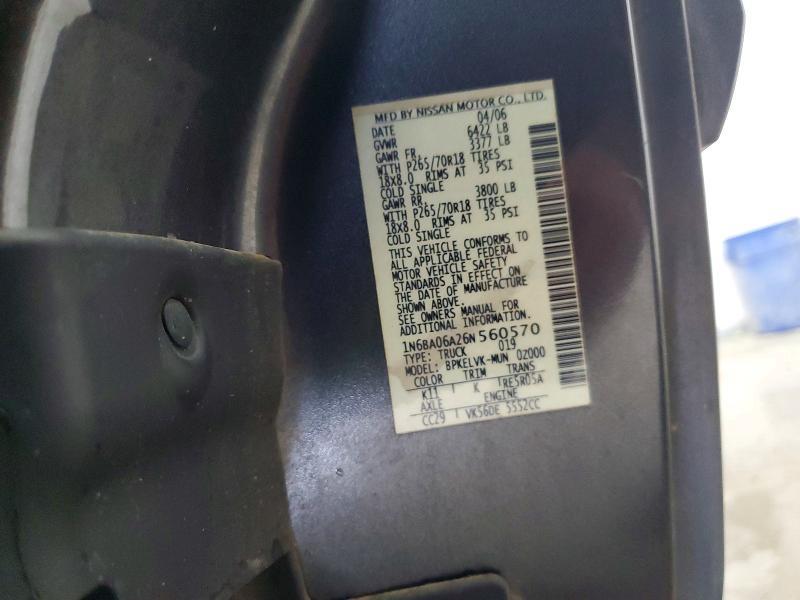 MFD BY NISSAN MOTOR CO., LTD.
DATE 04/06
GVWR 6422 LB
GAWR FR. 3377 LB
WITH P265/70R18 TIRES
18X8.0 RIMS AT 35 PSI
COLD SINGLE
GAWR RR. 3800 LB
WITH P265/70R18 TIRES
18X8.0 RIMS AT 35 PSI
COLD SINGLE
THIS VEHICLE CONFORMS TO
ALL APPLICABLE FEDERAL
MOTOR VEHICLE SAFETY
STANDARDS IN EFFECT ON
THE DATE OF MANUFACTURE
SHOWN ABOVE.
SEE OWNERS MANUAL FOR
ADDITIONAL INFORMATION.
1N6BA06A26N560570
TYPE: TRUCK 019
MODEL: BPKELVK-MUN 02000
COLOR TRIM TRANS
K11 K RE5R05A
AXLE ENGINE
CC29 VK56DE 5552CC